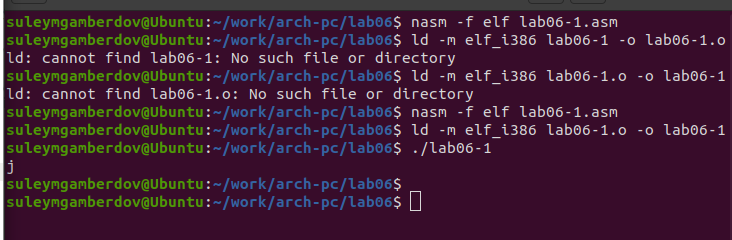 suleymgamberdov@Ubuntu:~/work/arch-pc/lab06$ nasm -f elf lab06-1.asm
suleymgamberdov@Ubuntu:~/work/arch-pc/lab06$ ld -m elf_i386 lab06-1 -o lab06-1.o
ld: cannot find lab06-1: No such file or directory
suleymgamberdov@Ubuntu:~/work/arch-pc/lab06$ ld -m elf_i386 lab06-1.o -o lab06-1
ld: cannot find lab06-1.o: No such file or directory
suleymgamberdov@Ubuntu:~/work/arch-pc/lab06$ nasm -f elf lab06-1.asm
suleymgamberdov@Ubuntu:~/work/arch-pc/lab06$ ld -m elf_i386 lab06-1.o -o lab06-1
suleymgamberdov@Ubuntu:~/work/arch-pc/lab06$ ./lab06-1
j
suleymgamberdov@Ubuntu:~/work/arch-pc/lab06$
suleymgamberdov@Ubuntu:~/work/arch-pc/lab06$